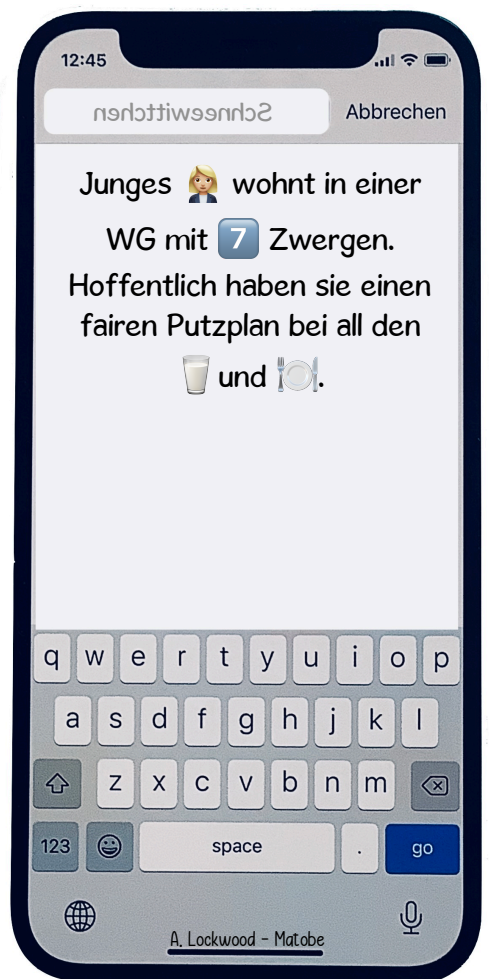 12:45
Schneewittchen
Abbrechen
Junges 👩‍💼 wohnt in einer
WG mit 7️⃣ Zwergen.
Hoffentlich haben sie einen
fairen Putzplan bei all den
🥛 und 🍽️.
q w e r t y u i o p
a s d f g h j k l
z x c v b n m
123 space . go
A. Lockwood - Matobe